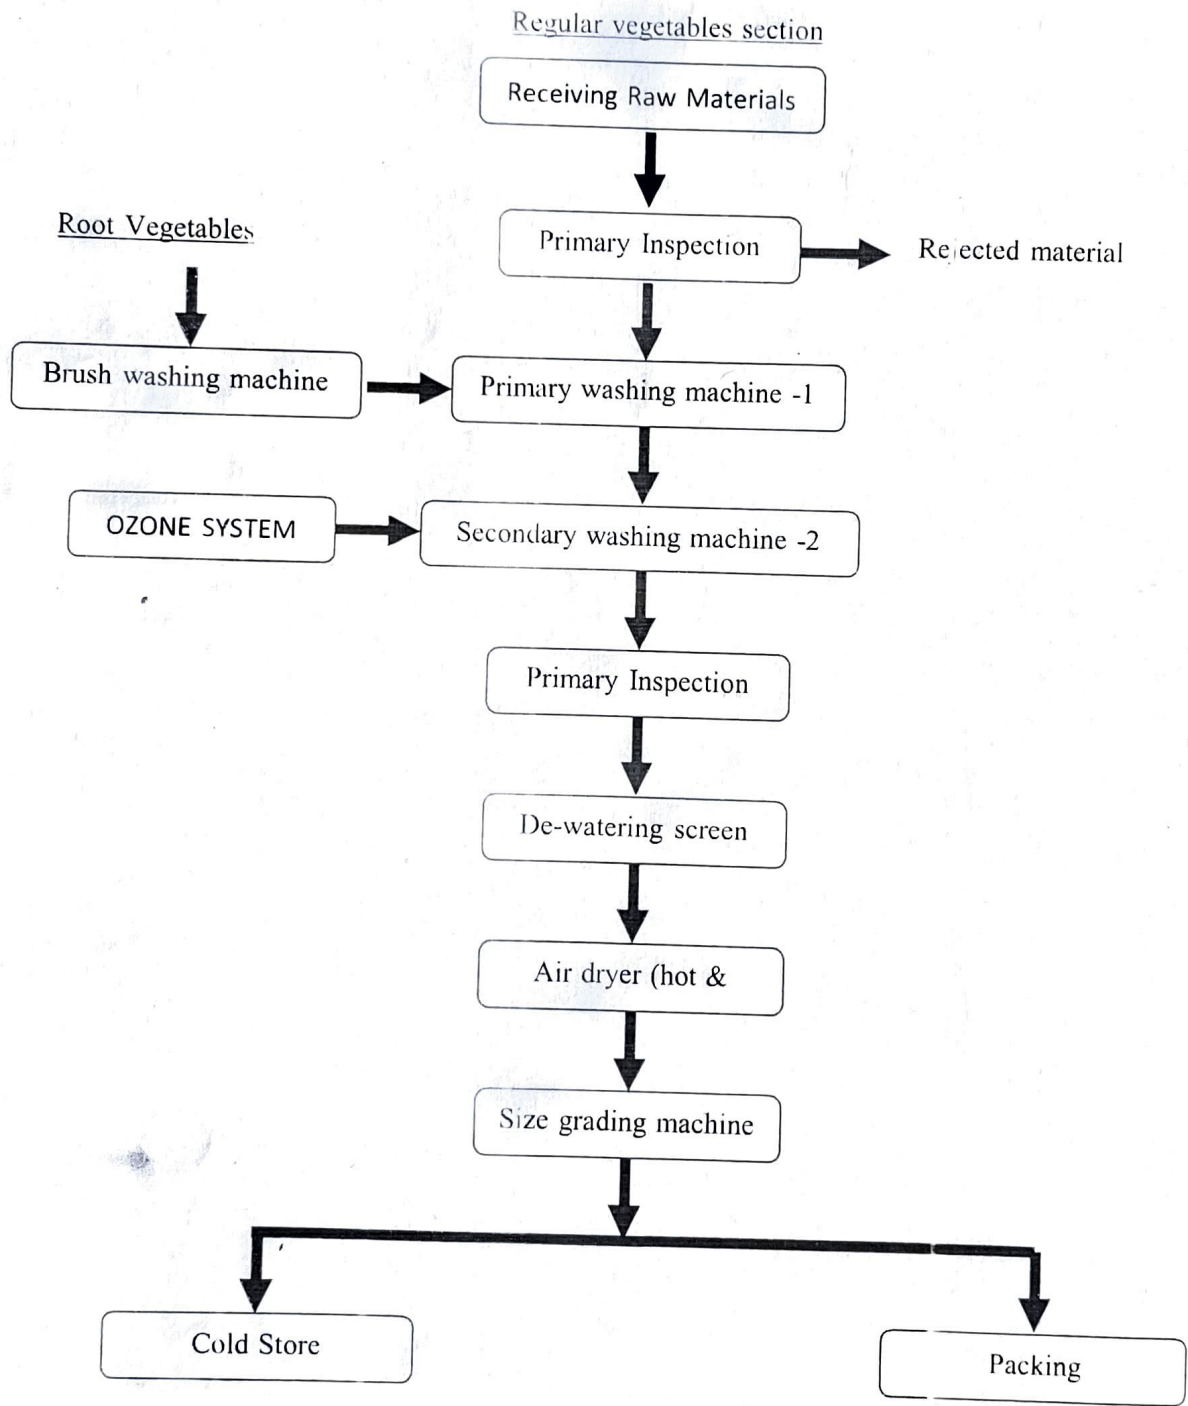 Regular vegetables section
Receiving Raw Materials
Root Vegetables
Primary Inspection
Rejected material
Brush washing machine
Primary washing machine -1
OZONE SYSTEM
Secondary washing machine -2
Primary Inspection
De-watering screen
Air dryer (hot &
Size grading machine
Cold Store
Packing